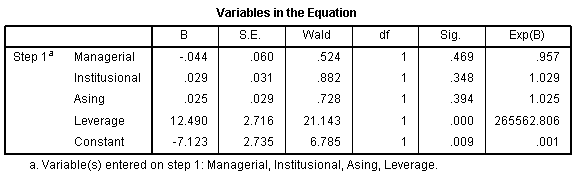 Variables in the Equation
B S.E. Wald df Sig. Exp(B)
Step 1a Managerial -.044 .060 .524 1 .469 .957
Institutional .029 .031 .882 1 .348 1.029
Asing .025 .029 .728 1 .394 1.025
Leverage 12.490 2.716 21.143 1 .000 265562.806
Constant -7.123 2.735 6.785 1 .009 .001
a. Variable(s) entered on step 1: Managerial, Institutional, Asing, Leverage.